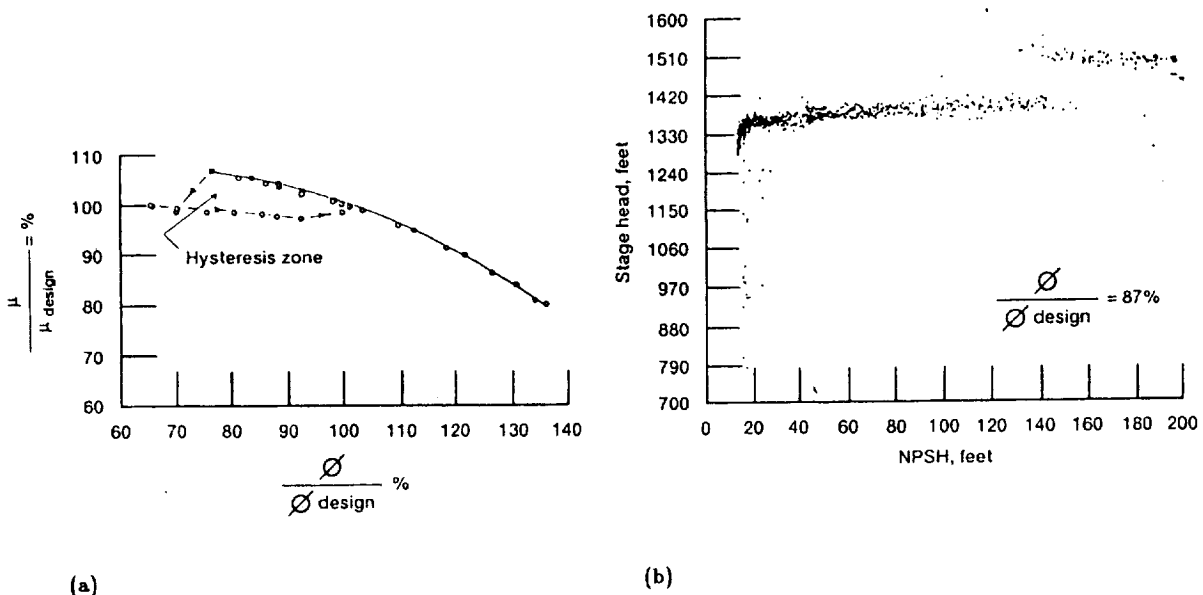 110
100
90
80
70
60
μ
μ design
= %
Hysteresis zone
60 70 80 90 100 110 120 130 140
Ø
Ø design
%
(a)
1600
1510
1420
1330
1240
1150
1060
970
880
790
700
Stage head, feet
Ø
Ø design
= 87%
0 20 40 60 80 100 120 140 160 180 200
NPSH, feet
(b)